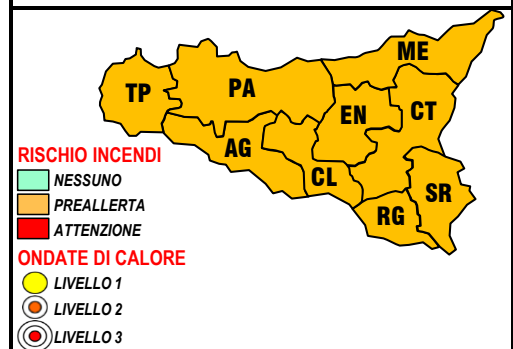 ME
TP
PA
EN
CT
AG
CL
SR
RG
RISCHIO INCENDI
NESSUNO
PREALLERTA
ATTENZIONE
ONDATE DI CALORE
LIVELLO 1
LIVELLO 2
LIVELLO 3